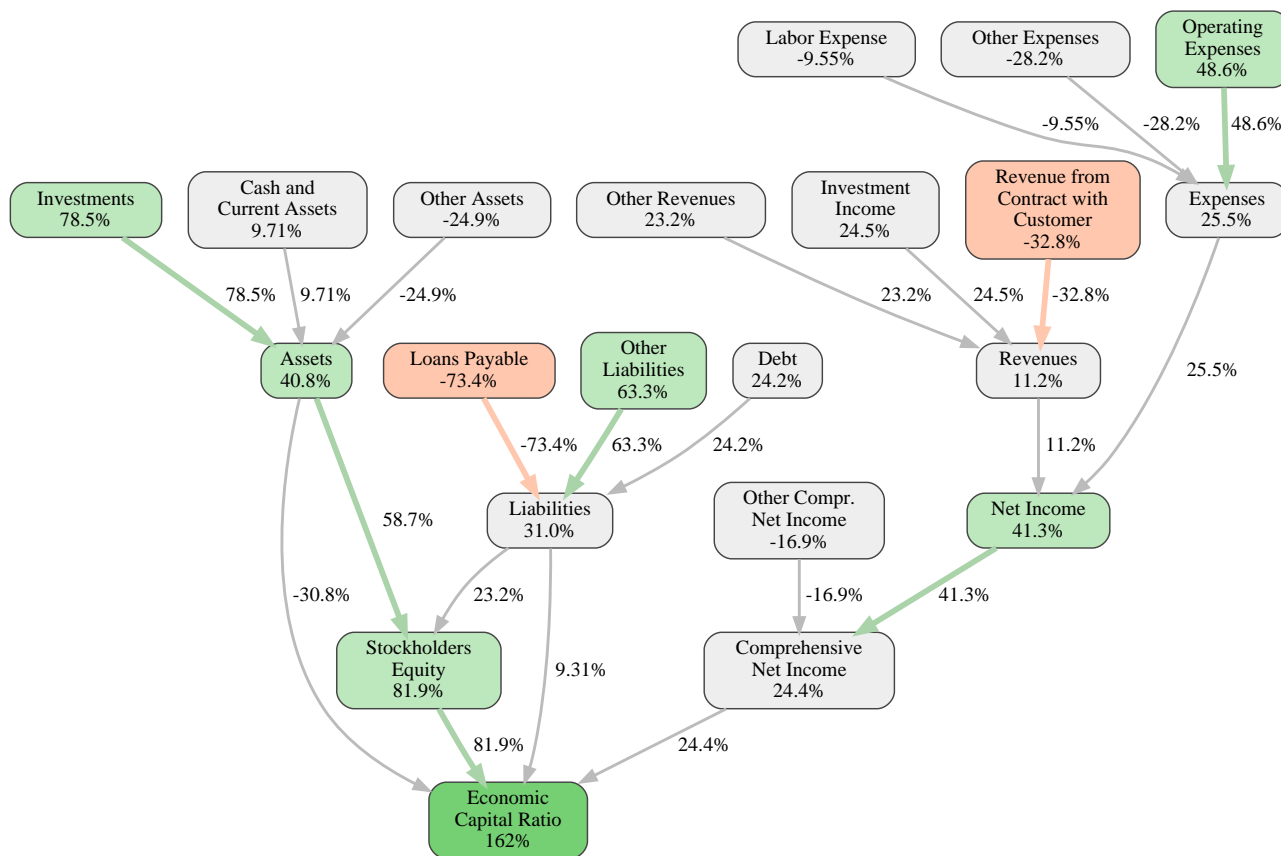 Labor Expense
-9.55%
Other Expenses
-28.2%
Operating
Expenses
48.6%
-9.55%
-28.2%
48.6%
Investments
78.5%
Cash and
Current Assets
9.71%
Other Assets
-24.9%
Other Revenues
23.2%
Investment
Income
24.5%
Revenue from
Contract with
Customer
-32.8%
Expenses
25.5%
78.5%
9.71%
-24.9%
23.2%
24.5%
-32.8%
25.5%
Assets
40.8%
Loans Payable
-73.4%
Other
Liabilities
63.3%
Debt
24.2%
Revenues
11.2%
-73.4%
63.3%
24.2%
11.2%
58.7%
Liabilities
31.0%
Other Compr.
Net Income
-16.9%
Net Income
41.3%
-30.8%
23.2%
9.31%
-16.9%
41.3%
Stockholders
Equity
81.9%
Comprehensive
Net Income
24.4%
81.9%
24.4%
Economic
Capital Ratio
162%